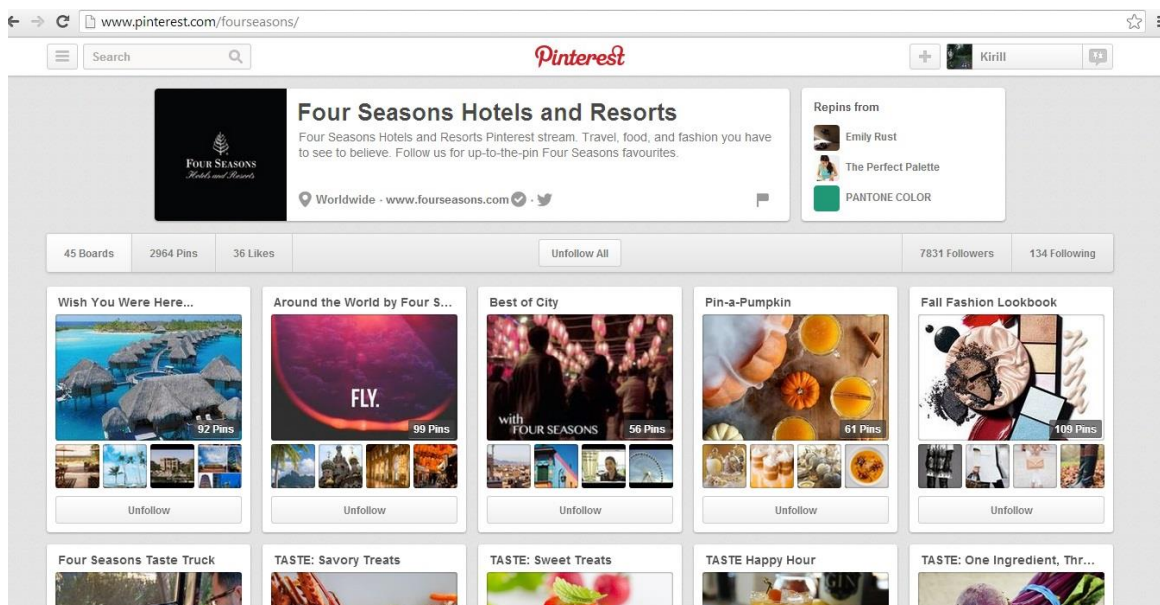 www.pinterest.com/fourseasons/
Search
Pinterest
Kirill
FOUR SEASONS
Hotels and Resorts
Four Seasons Hotels and Resorts
Four Seasons Hotels and Resorts Pinterest stream. Travel, food, and fashion you have
to see to believe. Follow us for up-to-the-pin Four Seasons favourites.
Worldwide - www.fourseasons.com -
Repins from
Emily Rust
The Perfect Palette
PANTONE COLOR
45 Boards
2964 Pins
36 Likes
Unfollow All
7831 Followers
134 Following
Wish You Were Here...
92 Pins
Unfollow
Around the World by Four S...
FLY.
99 Pins
Unfollow
Best of City
with
FOUR SEASONS
56 Pins
Unfollow
Pin-a-Pumpkin
61 Pins
Unfollow
Fall Fashion Lookbook
109 Pins
Unfollow
Four Seasons Taste Truck
TASTE: Savory Treats
TASTE: Sweet Treats
TASTE Happy Hour
GIN
TASTE: One Ingredient, Thr...